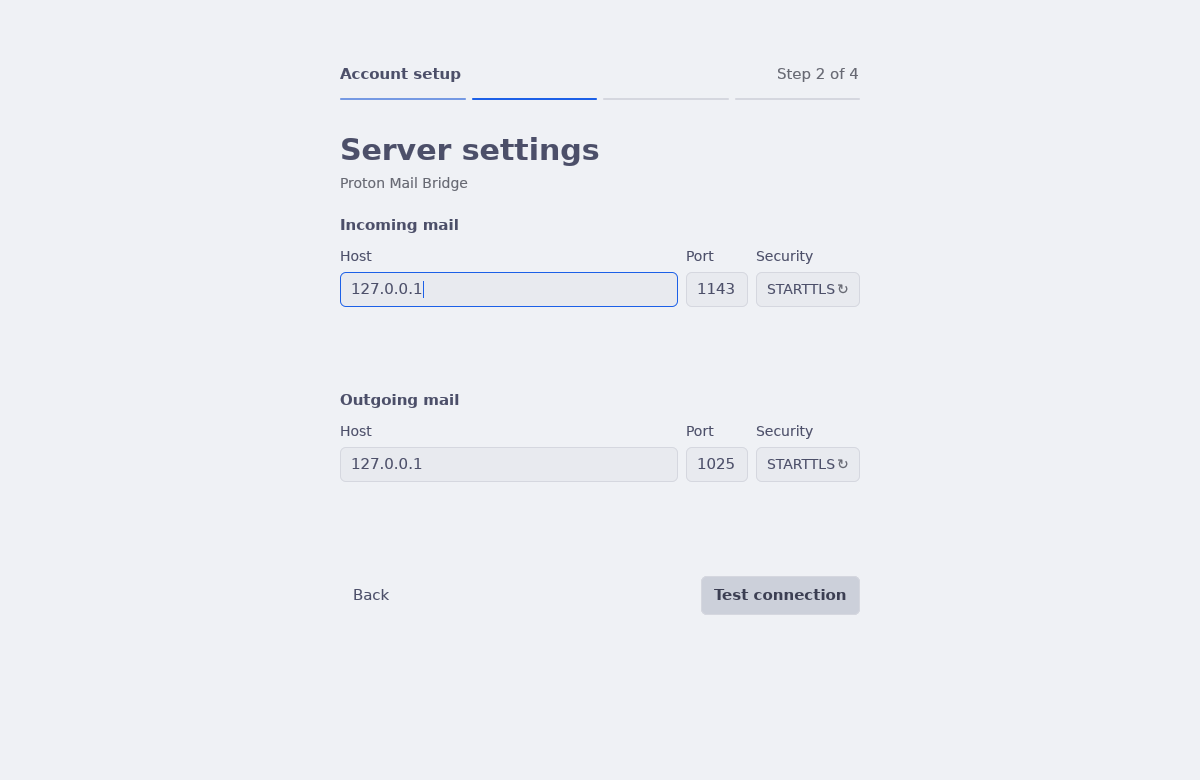 Account setup Step 2 of 4
Server settings
Proton Mail Bridge
Incoming mail
Host Port Security
127.0.0.1 1143 STARTTLS↻
Outgoing mail
Host Port Security
127.0.0.1 1025 STARTTLS↻
Back Test connection